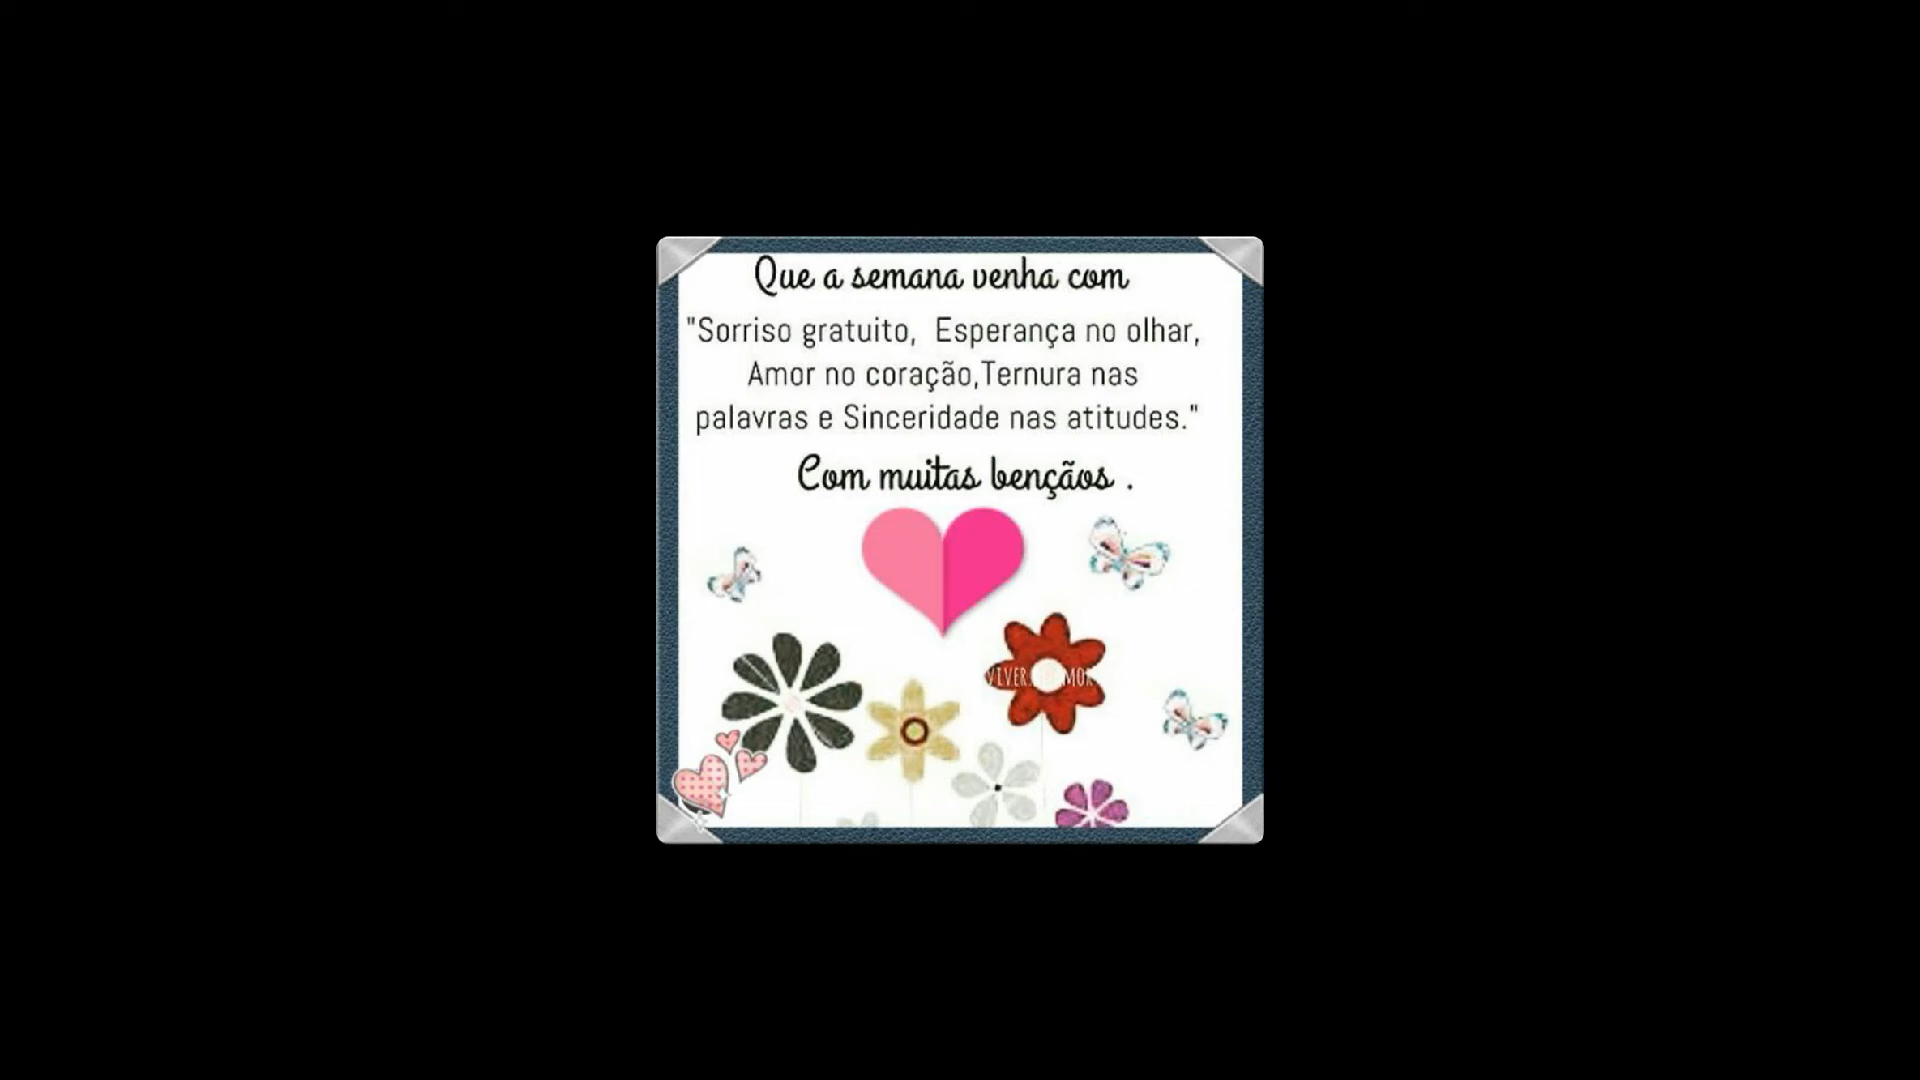 Que a semana venha com
"Sorriso gratuito, Esperança no olhar,
Amor no coração,Ternura nas
palavras e Sinceridade nas atitudes."
Com muitas bençãos .